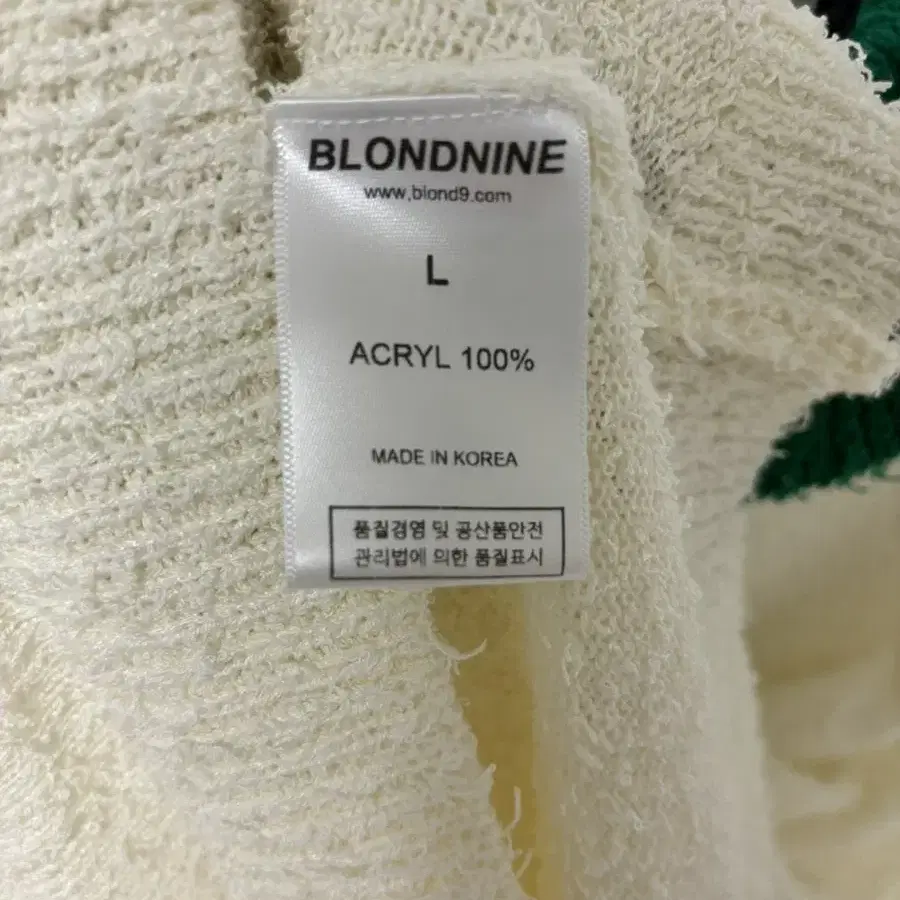 BLONDNINE
www.blond9.com
L
ACRYL 100%
MADE IN KOREA
품질경영 및 공산품안전
관리법에 의한 품질표시